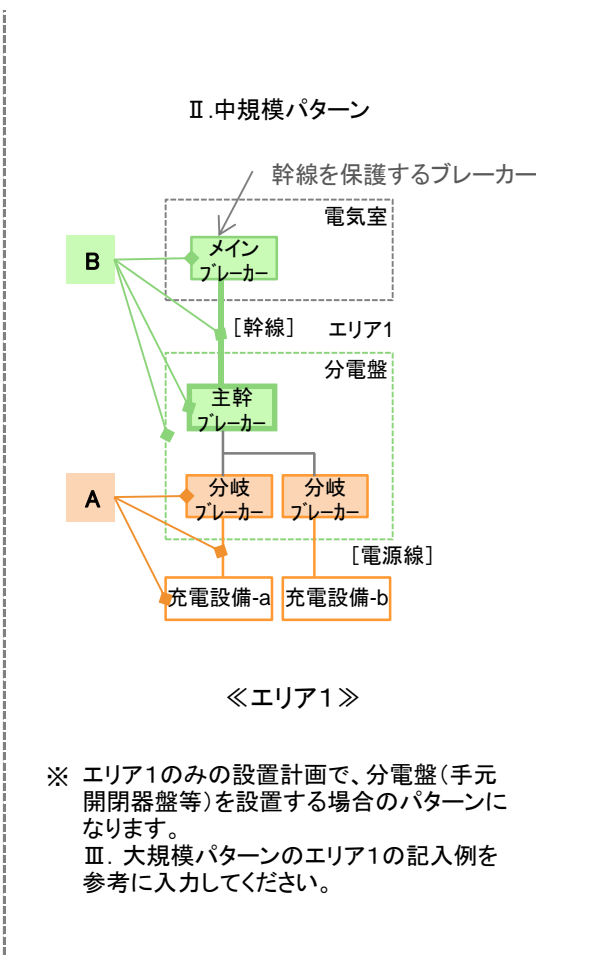 Ⅱ.中規模パターン
幹線を保護するブレーカー
電気室
メイン
ブレーカー
B
[幹線]
エリア1
分電盤
主幹
ブレーカー
A
分岐
ブレーカー
分岐
ブレーカー
[電源線]
充電設備-a
充電設備-b
≪エリア1≫
※ エリア1のみの設置計画で、分電盤(手元
開閉器盤等)を設置する場合のパターンに
なります。
Ⅲ. 大規模パターンのエリア1の記入例を
参考に入力してください。